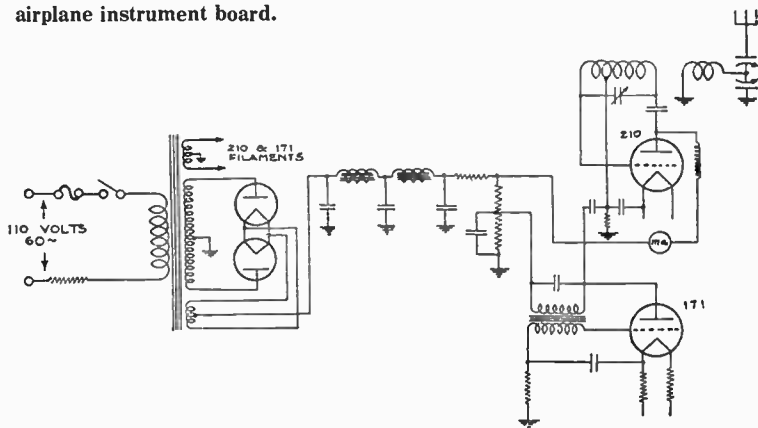 airplane instrument board.
210 & 171
FILAMENTS
110 VOLTS
60~
210
ma
171